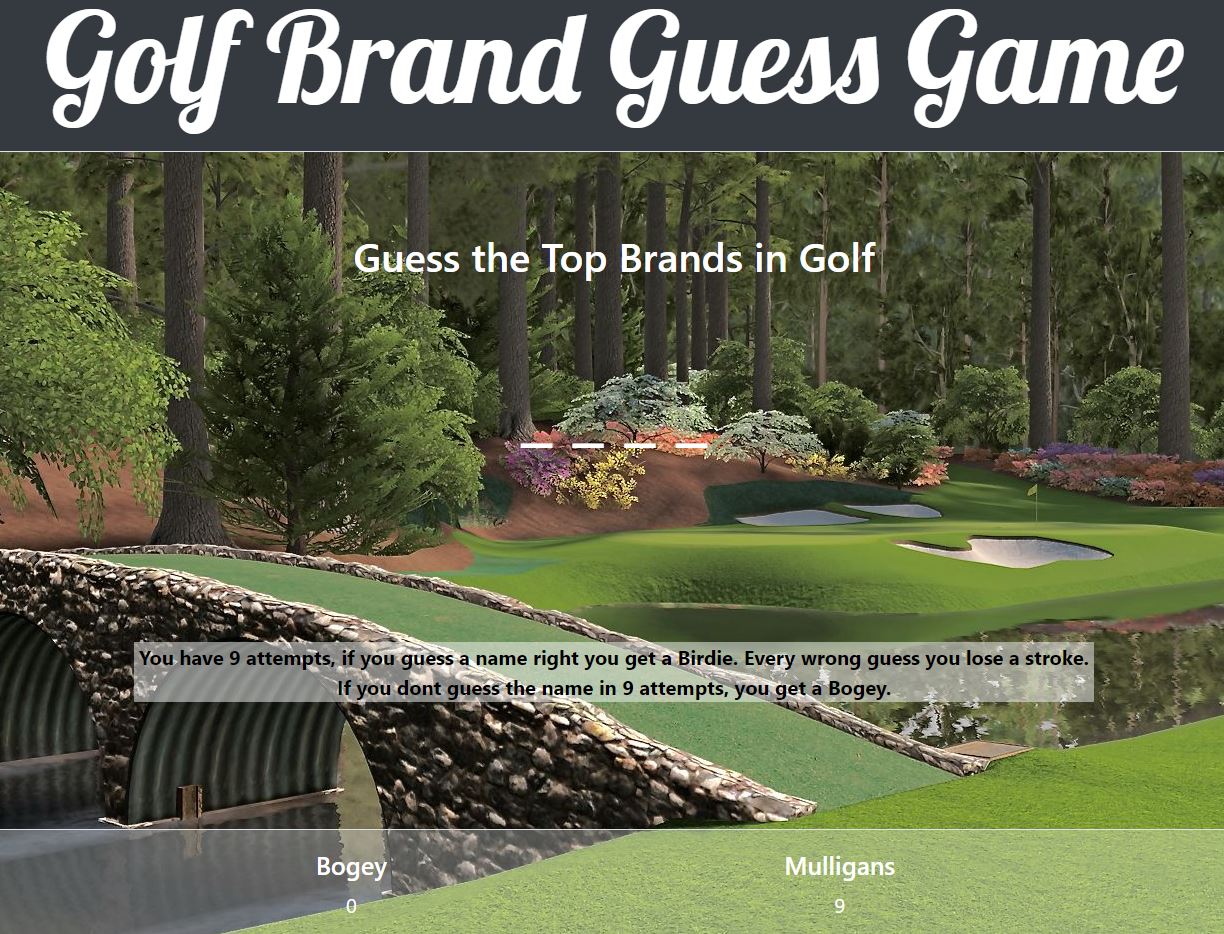 Golf Brand Guess Game
Guess the Top Brands in Golf
_ _ _ _
You have 9 attempts, if you guess a name right you get a Birdie. Every wrong guess you lose a stroke.
If you dont guess the name in 9 attempts, you get a Bogey.
Bogey Mulligans
0 9